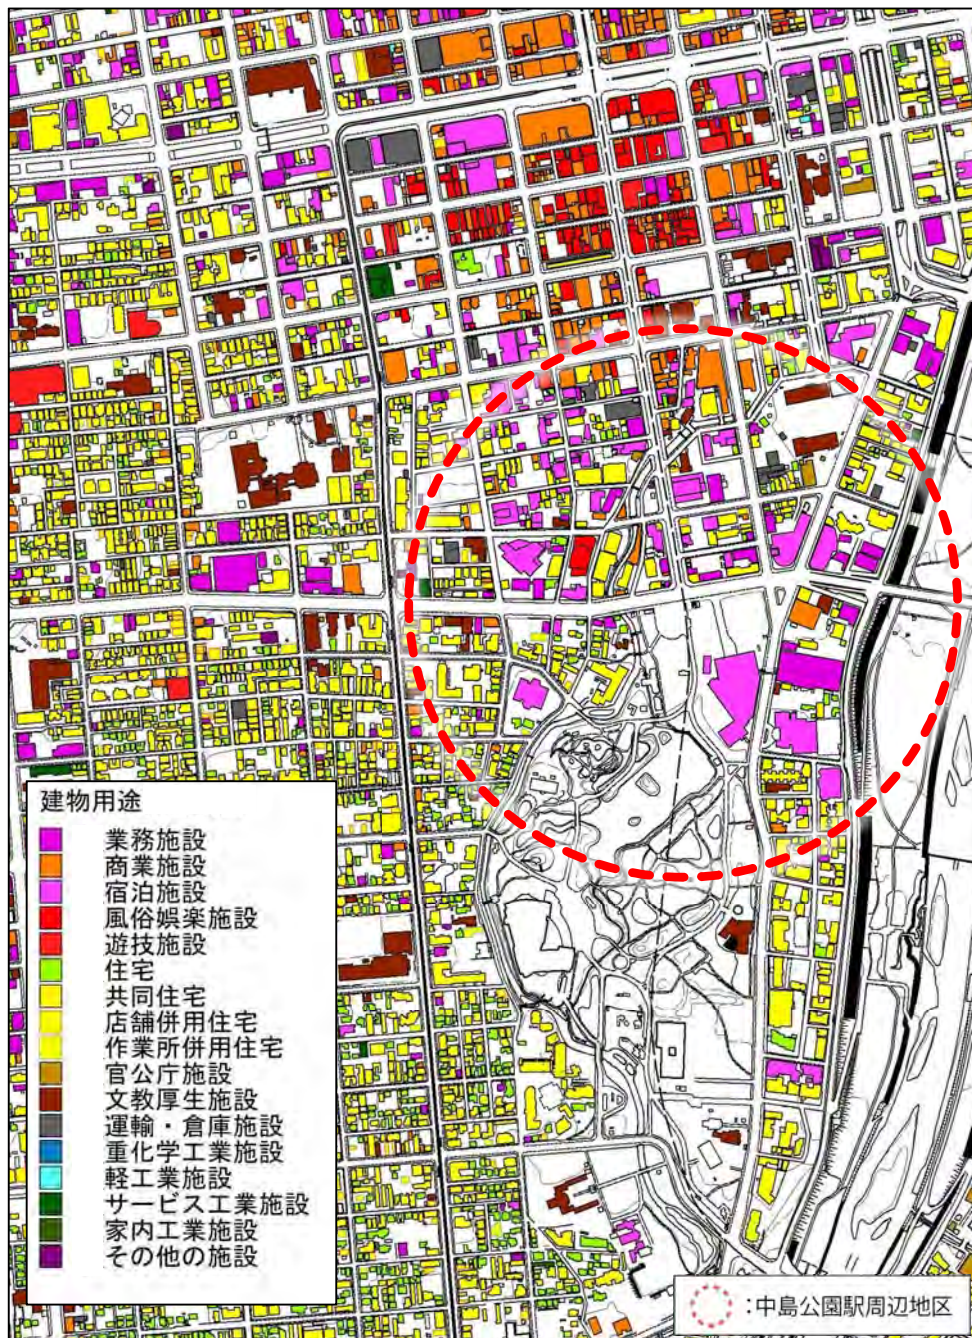 建物用途
業務施設
商業施設
宿泊施設
風俗娯楽施設
遊技施設
住宅
共同住宅
店舗併用住宅
作業所併用住宅
官公庁施設
文教厚生施設
運輸・倉庫施設
重化学工業施設
軽工業施設
サービス工業施設
家内工業施設
その他の施設
：中島公園駅周辺地区